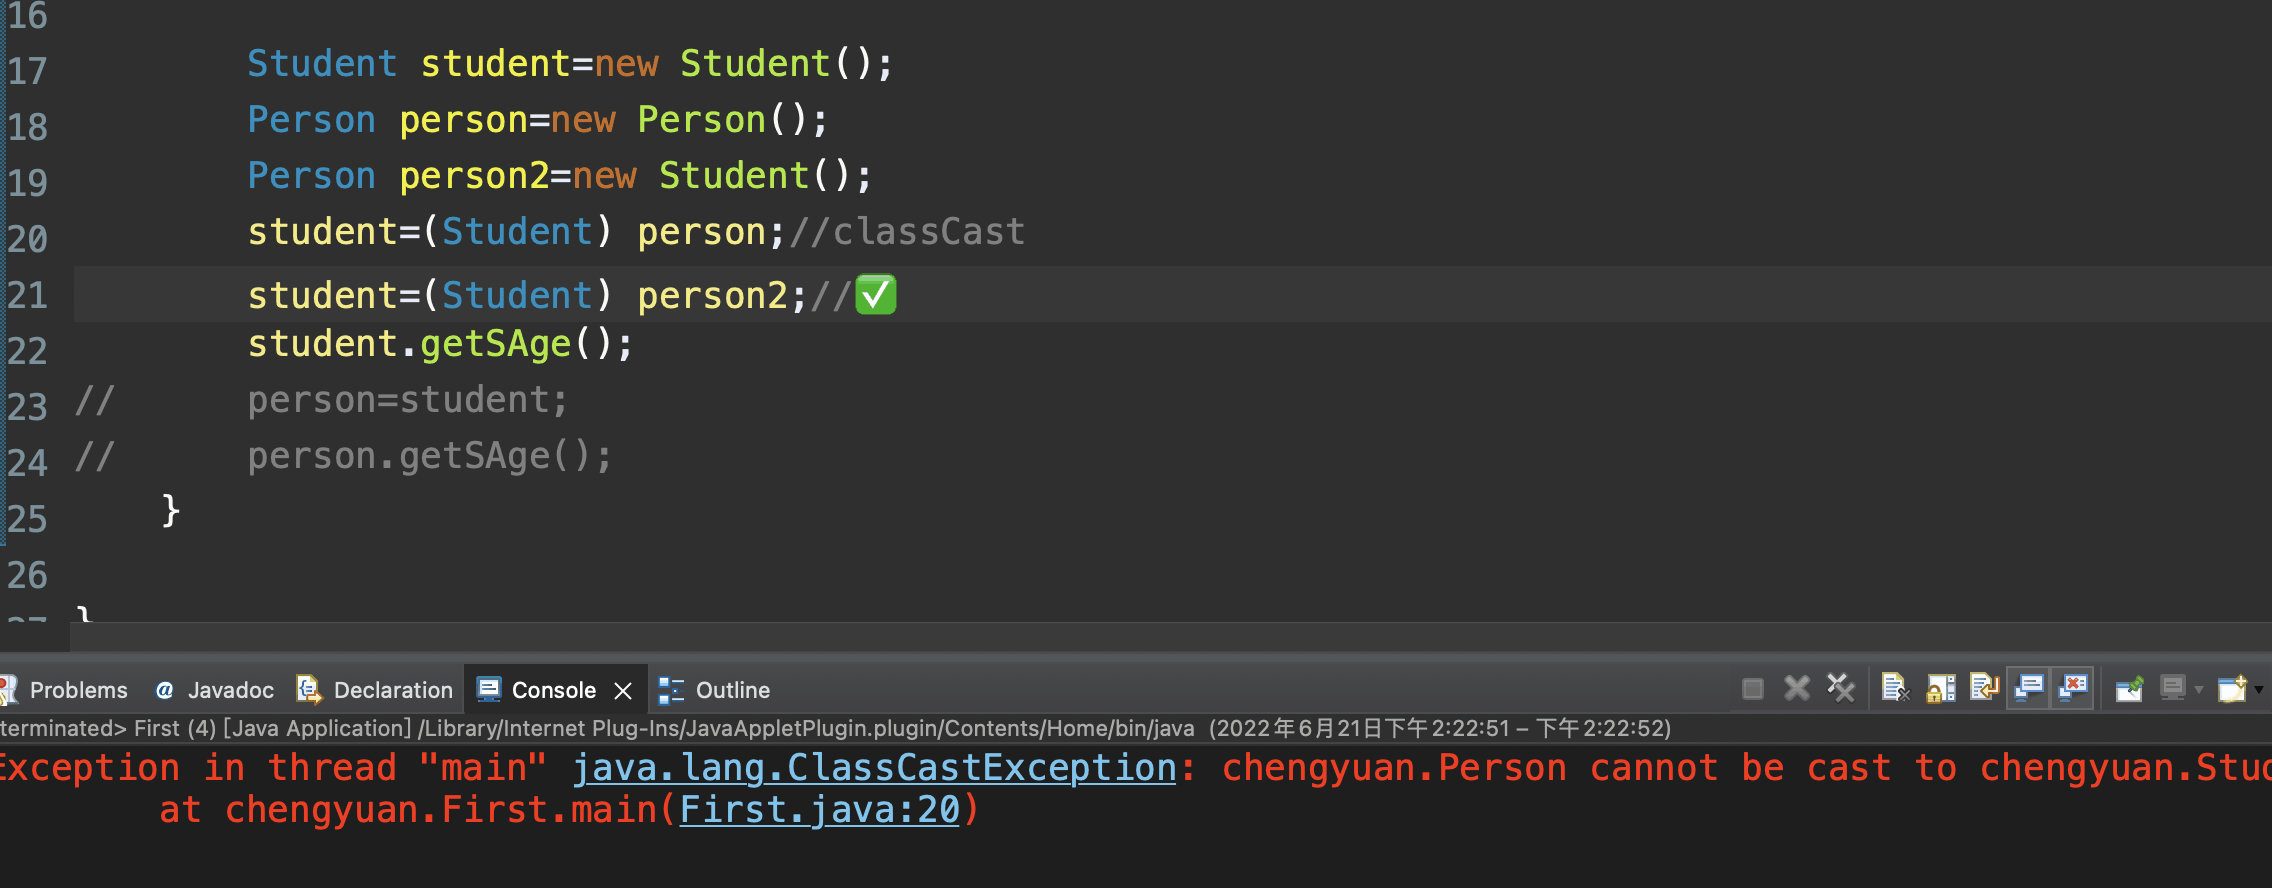 16
17 Student student=new Student();
18 Person person=new Person();
19 Person person2=new Student();
20 student=(Student) person;//classCast
21 student=(Student) person2;//✅
22 student.getSAge();
23 // person=student;
24 // person.getSAge();
25 }
26
27 }
Problems @ Javadoc Declaration Console Outline
terminated> First (4) [Java Application] /Library/Internet Plug-Ins/JavaAppletPlugin.plugin/Contents/Home/bin/java (2022年6月21日下午2:22:51 – 下午2:22:52)
Exception in thread "main" java.lang.ClassCastException: chengyuan.Person cannot be cast to chengyuan.Stud
at chengyuan.First.main(First.java:20)